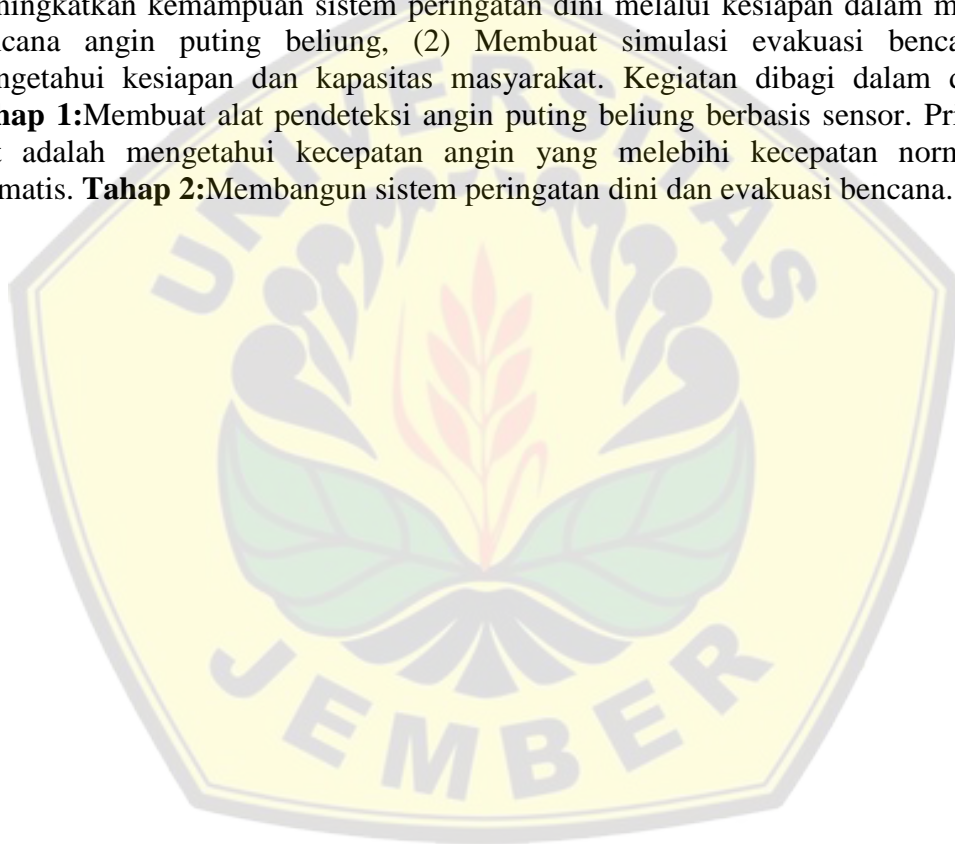 ningkatkan kemampuan sistem peringatan dini melalui kesiapan dalam m
cana angin puting beliung, (2) Membuat simulasi evakuasi benca
ngetahui kesiapan dan kapasitas masyarakat. Kegiatan dibagi dalam d
hap 1:Membuat alat pendeteksi angin puting beliung berbasis sensor. Pri
t adalah mengetahui kecepatan angin yang melebihi kecepatan norm
matis. Tahap 2:Membangun sistem peringatan dini dan evakuasi bencana.
UNIVERSITAS
JEMBER